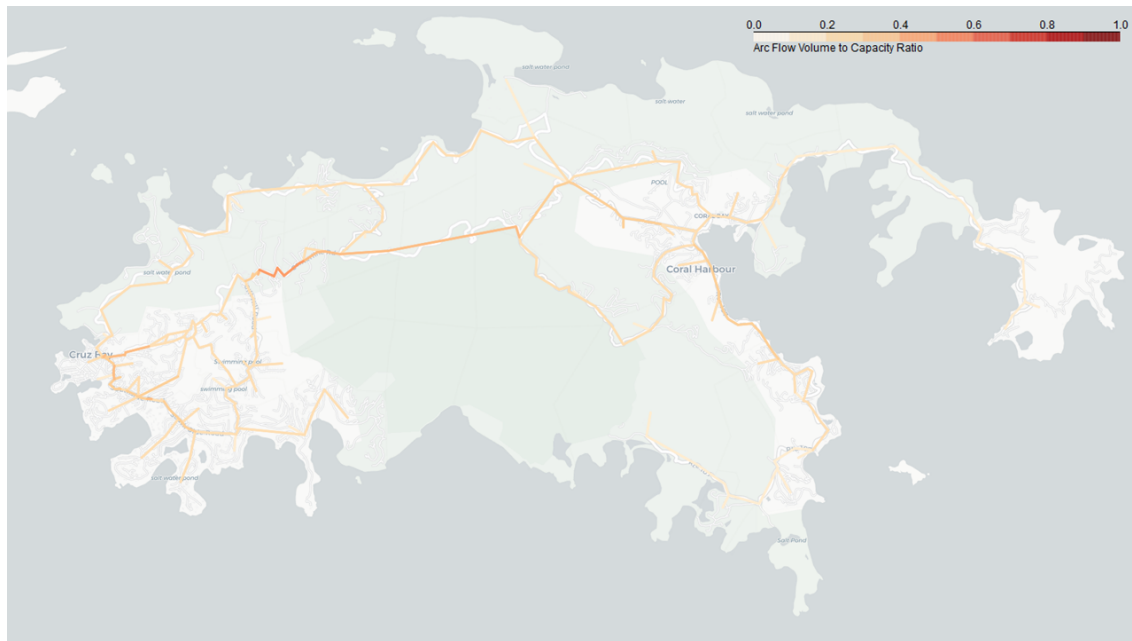 0.0 0.2 0.4 0.6 0.8 1.0
Arc Flow Volume to Capacity Ratio
salt water pond
salt-water
salt water pond
POOL
Coral Harbour
salt water pond
Cruz Bay
Swimming pool
swimming pool
salt water pond
Salt Pond